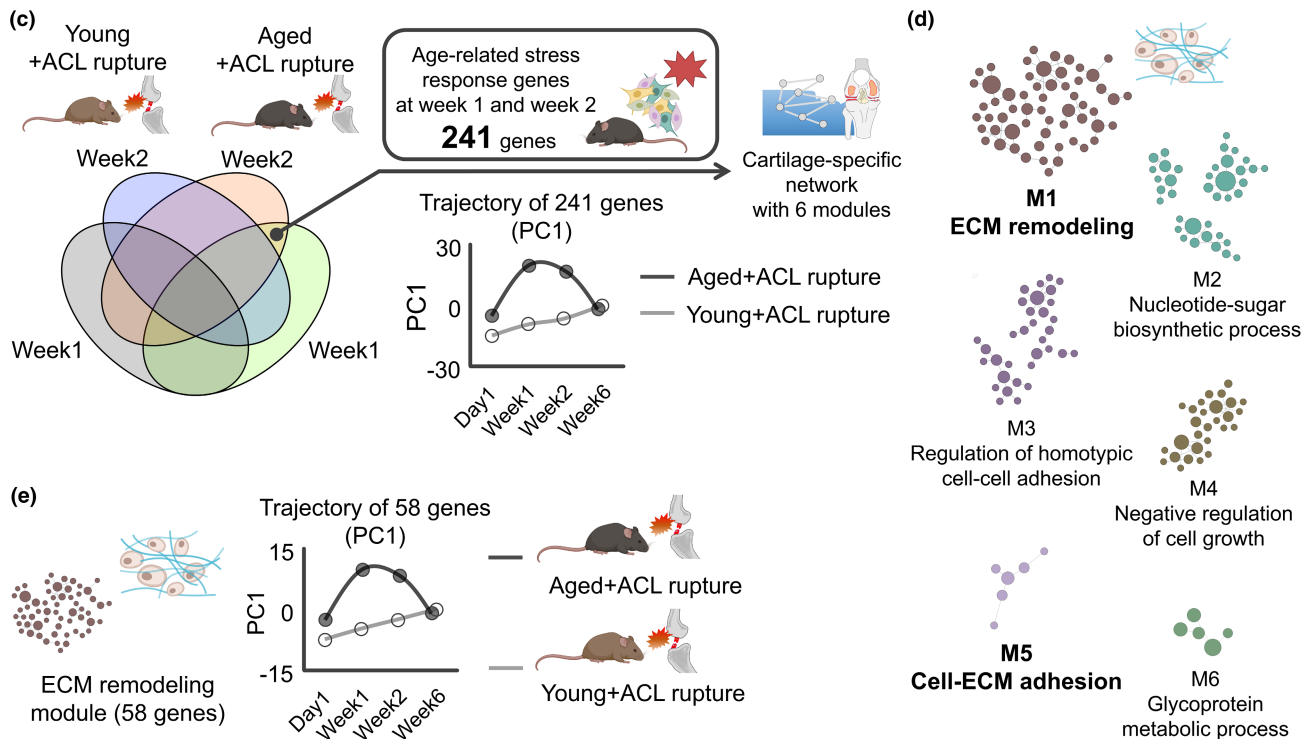 (c)
Young
+ACL rupture
Aged
+ACL rupture
Week2
Week2
Week1
Week1
Age-related stress
response genes
at week 1 and week 2
241 genes
Cartilage-specific
network
with 6 modules
Trajectory of 241 genes
(PC1)
30
0
-30
PC1
Day1
Week1
Week2
Week6
Aged+ACL rupture
Young+ACL rupture
(d)
M1
ECM remodeling
M2
Nucleotide-sugar
biosynthetic process
M3
Regulation of homotypic
cell-cell adhesion
M4
Negative regulation
of cell growth
M5
Cell-ECM adhesion
M6
Glycoprotein
metabolic process
(e)
ECM remodeling
module (58 genes)
Trajectory of 58 genes
(PC1)
15
0
-15
PC1
Day1
Week1
Week2
Week6
Aged+ACL rupture
Young+ACL rupture